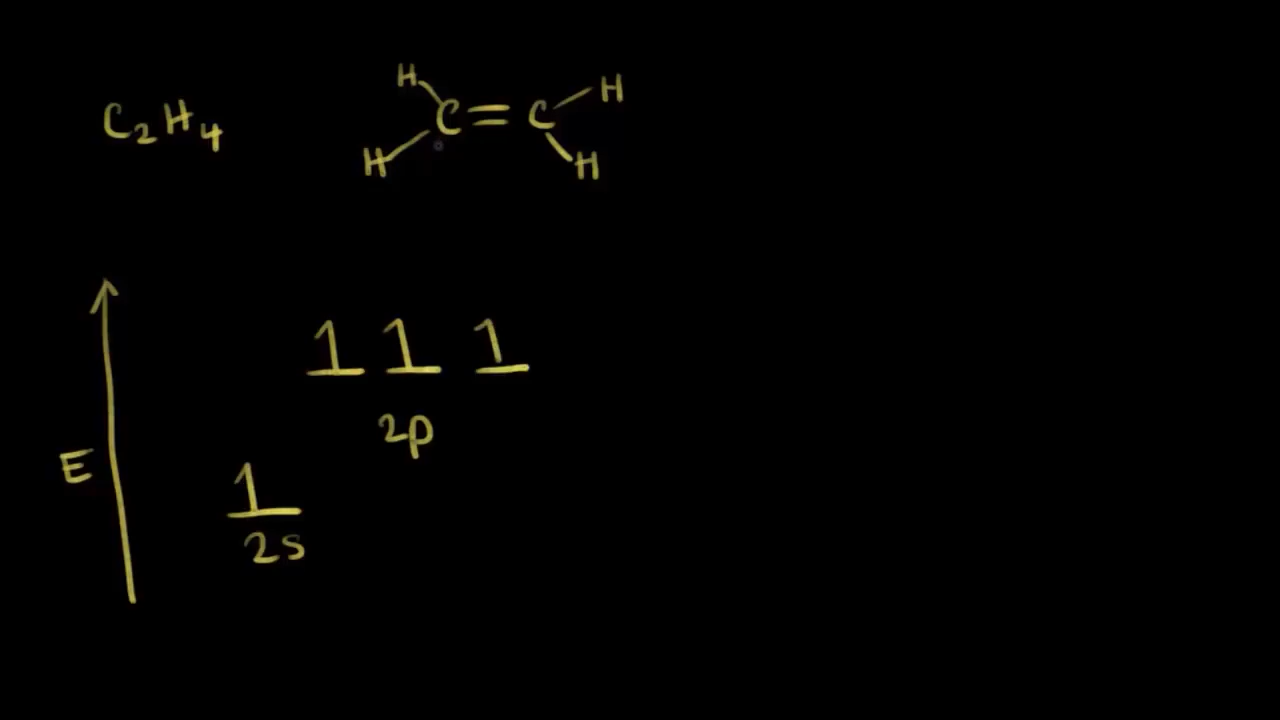 C₂H₄
H H
C = C
H H
1 1 1
2p
E
1
2s